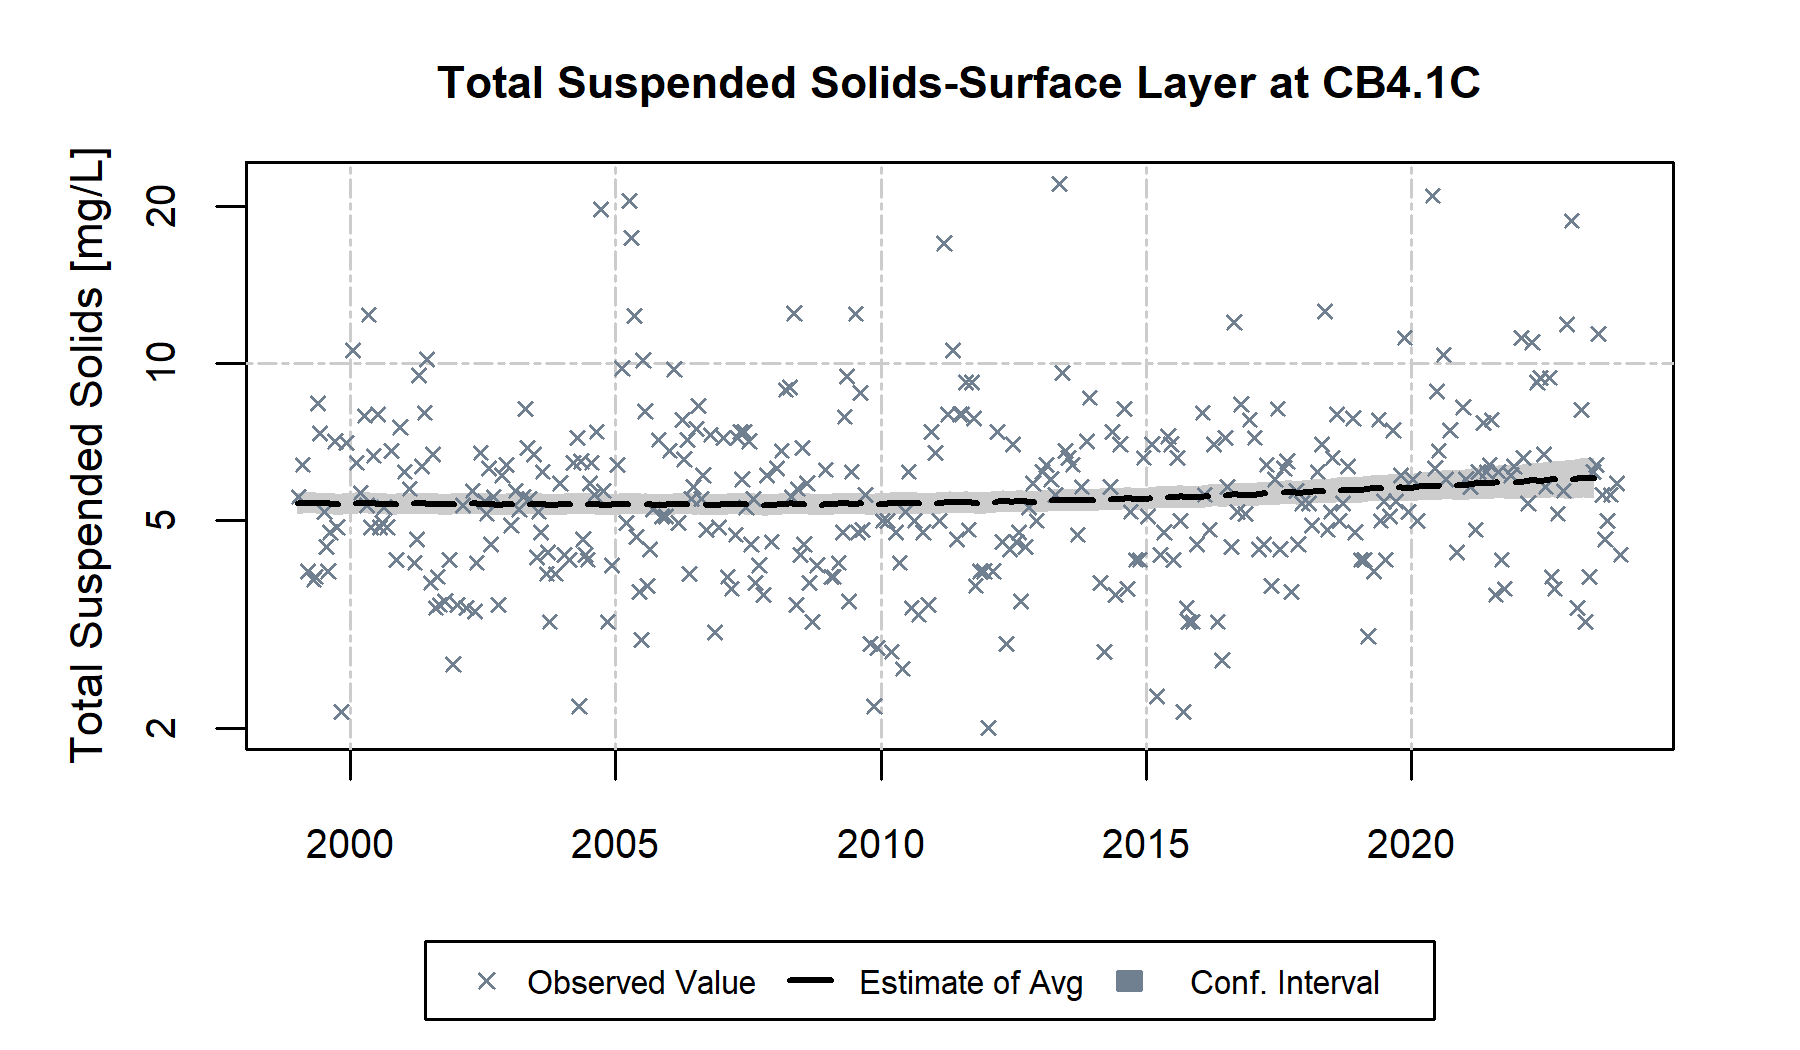 Total Suspended Solids-Surface Layer at CB4.1C
Total Suspended Solids [mg/L]
20
10
5
2
2000 2005 2010 2015 2020
Observed Value Estimate of Avg Conf. Interval